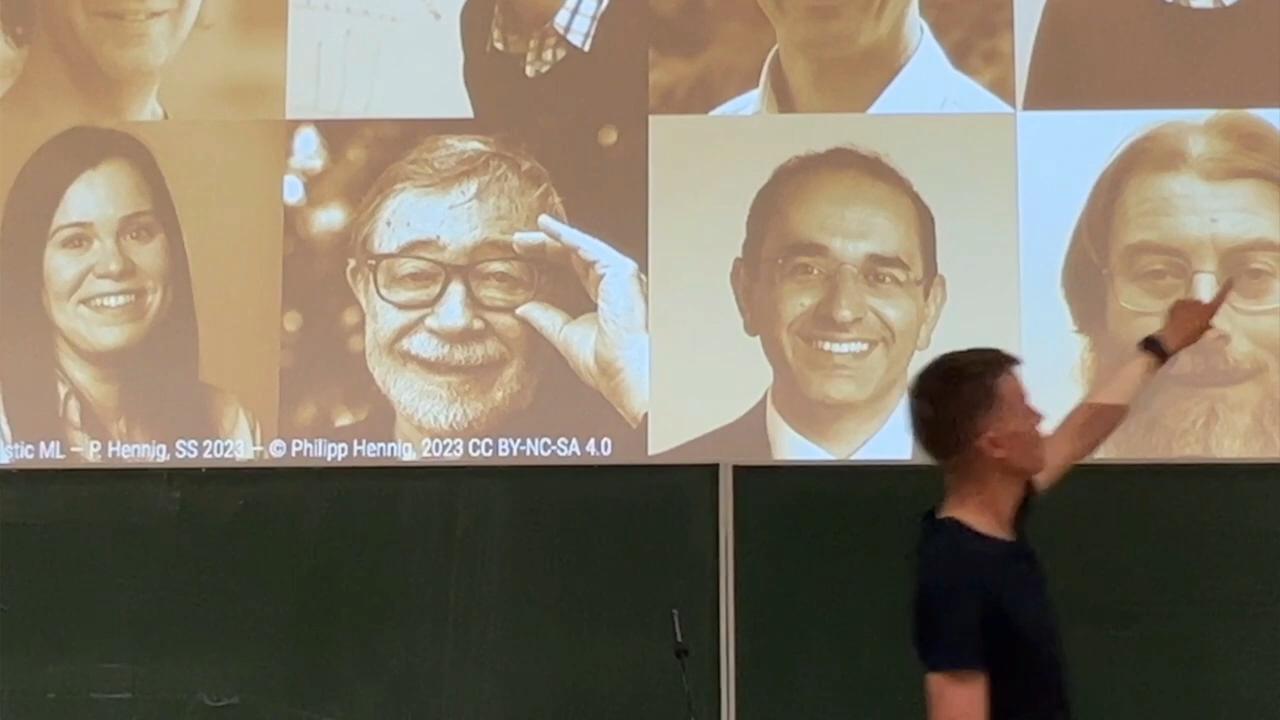 stic ML – P. Hennig, SS 2023 – © Philipp Hennig, 2023 CC BY-NC-SA 4.0